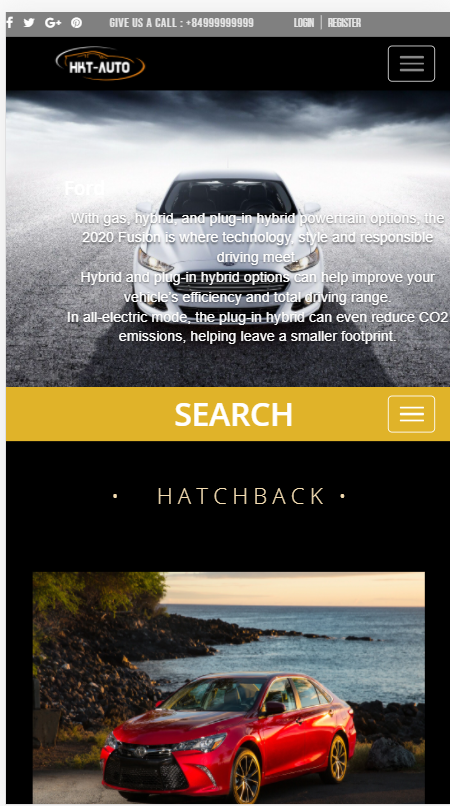 GIVE US A CALL : +84999999999 LOGIN | REGISTER
HKT-AUTO
Ford
With gas, hybrid, and plug-in hybrid powertrain options, the
2020 Fusion is where technology, style and responsible
driving meet.
Hybrid and plug-in hybrid options can help improve your
vehicle's efficiency and total driving range.
In all-electric mode, the plug-in hybrid can even reduce CO2
emissions, helping leave a smaller footprint.
SEARCH
• HATCHBACK •